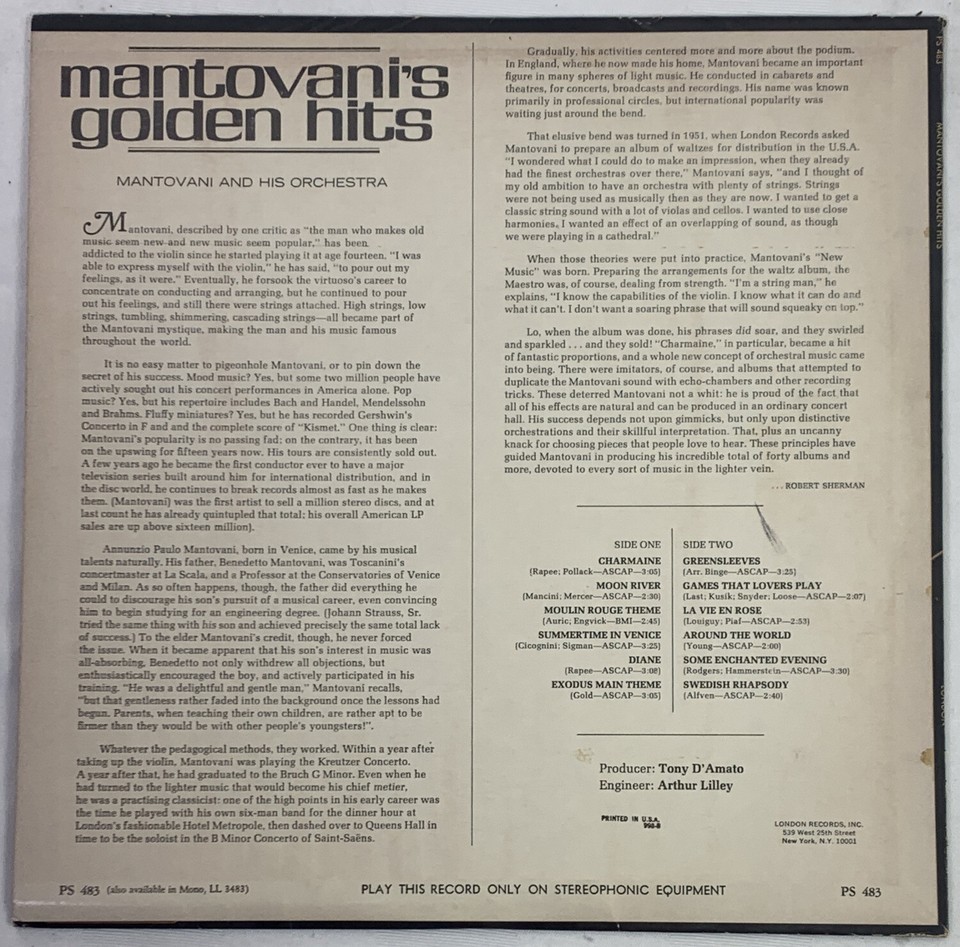 mantovani's
golden hits
MANTOVANI AND HIS ORCHESTRA
Mantovani, described by one critic as "the man who makes old
music seem new and new music seem popular," has been
addicted to the violin since he started playing it at age fourteen. "I was
able to express myself with the violin," he has said, "to pour out my
feelings, as it were." Eventually, he forsook the virtuoso's career to
concentrate on conducting and arranging, but he continued to pour
out his feelings, and still there were strings attached. High strings, low
strings, tumbling, shimmering, cascading strings—all became part of
the Mantovani mystique, making the man and his music famous
throughout the world.
It is no easy matter to pigeonhole Mantovani, or to pin down the
secret of his success. Mood music? Yes, but some two million people have
actively sought out his concert performances in America alone. Pop
music? Yes, but his repertoire includes Bach and Handel, Mendelssohn
and Brahms. Fluffy miniatures? Yes, but he has recorded Gershwin's
Concerto in F and and the complete score of "Kismet." One thing is clear:
Mantovani's popularity is no passing fad; on the contrary, it has been
on the upswing for fifteen years now. His tours are consistently sold out.
A few years ago he became the first conductor ever to have a major
television series built around him for international distribution, and in
the disc world, he continues to break records almost as fast as he makes
them. (Mantovani) was the first artist to sell a million stereo discs, and at
last count he has already quintupled that total; his overall American LP
sales are up above sixteen million).
Annunzio Paulo Mantovani, born in Venice, came by his musical
talents naturally. His father, Benedetto Mantovani, was Toscanini's
concertmaster at La Scala, and a Professor at the Conservatories of Venice
and Milan. As so often happens, though, the father did everything he
could to discourage his son's pursuit of a musical career, even convincing
him to begin studying for an engineering degree. (Johann Strauss, Sr.
tried the same thing with his son and achieved precisely the same total lack
of success.) To the elder Mantovani's credit, though, he never forced
the issue. When it became apparent that his son's interest in music was
all-absorbing, Benedetto not only withdrew all objections, but
enthusiastically encouraged the boy, and actively participated in his
training. "He was a delightful and gentle man," Mantovani recalls,
"but that gentleness rather faded into the background once the lessons had
begun. Parents, when teaching their own children, are rather apt to be
firmer than they would be with other people's youngsters!".
Whatever the pedagogical methods, they worked. Within a year after
taking up the violin, Mantovani was playing the Kreutzer Concerto.
A year after that, he had graduated to the Bruch G Minor. Even when he
had turned to the lighter music that would become his chief metier,
he was a practising classicist: one of the high points in his early career was
the time he played with his own six-man band for the dinner hour at
London's fashionable Hotel Metropole, then dashed over to Queens Hall in
time to be the soloist in the B Minor Concerto of Saint-Saëns.
Gradually, his activities centered more and more about the podium.
In England, where he now made his home, Mantovani became an important
figure in many spheres of light music. He conducted in cabarets and
theatres, for concerts, broadcasts and recordings. His name was known
primarily in professional circles, but international popularity was
waiting just around the bend.
That elusive bend was turned in 1951, when London Records asked
Mantovani to prepare an album of waltzes for distribution in the U.S.A.
"I wondered what I could do to make an impression, when they already
had the finest orchestras over there," Mantovani says, "and I thought of
my old ambition to have an orchestra with plenty of strings. Strings
were not being used as musically then as they are now. I wanted to get a
classic string sound with a lot of violas and cellos. I wanted to use close
harmonies, I wanted an effect of an overlapping of sound, as though
we were playing in a cathedral."
When those theories were put into practice, Mantovani's "New
Music" was born. Preparing the arrangements for the waltz album, the
Maestro was, of course, dealing from strength. "I'm a string man," he
explains, "I know the capabilities of the violin. I know what it can do and
what it can't. I don't want a soaring phrase that will sound squeaky on top."
Lo, when the album was done, his phrases did soar, and they swirled
and sparkled . . . and they sold! "Charmaine," in particular, became a hit
of fantastic proportions, and a whole new concept of orchestral music came
into being. There were imitators, of course, and albums that attempted to
duplicate the Mantovani sound with echo-chambers and other recording
tricks. These deterred Mantovani not a whit: he is proud of the fact that
all of his effects are natural and can be produced in an ordinary concert
hall. His success depends not upon gimmicks, but only upon distinctive
orchestrations and their skillful interpretation. That, plus an uncanny
knack for choosing pieces that people love to hear. These principles have
guided Mantovani in producing his incredible total of forty albums and
more, devoted to every sort of music in the lighter vein.
. . . ROBERT SHERMAN
SIDE ONE
CHARMAINE
(Rapee; Pollack—ASCAP—3:05)
MOON RIVER
(Mancini; Mercer—ASCAP—2:30)
MOULIN ROUGE THEME
(Auric; Engvick—BMI—2:45)
SUMMERTIME IN VENICE
(Cicognini; Sigman—ASCAP—3:25)
DIANE
(Rapee—ASCAP—3:08)
EXODUS MAIN THEME
(Gold—ASCAP—3:05)
SIDE TWO
GREENSLEEVES
(Arr. Binge—ASCAP—3:25)
GAMES THAT LOVERS PLAY
(Last; Kusik; Snyder; Loose—ASCAP—2:07)
LA VIE EN ROSE
(Louiguy; Piaf—ASCAP—2:53)
AROUND THE WORLD
(Young—ASCAP—2:00)
SOME ENCHANTED EVENING
(Rodgers; Hammerstein—ASCAP—3:30)
SWEDISH RHAPSODY
(Alfven—ASCAP—2:40)
Producer: Tony D'Amato
Engineer: Arthur Lilley
PRINTED IN U.S.A.
LONDON RECORDS, INC.
539 West 25th Street
New York, N.Y. 10001
PS 483 (also available in Mono, LL 3483)
PLAY THIS RECORD ONLY ON STEREOPHONIC EQUIPMENT
PS 483
PS 483
MANTOVANI'S GOLDEN HITS